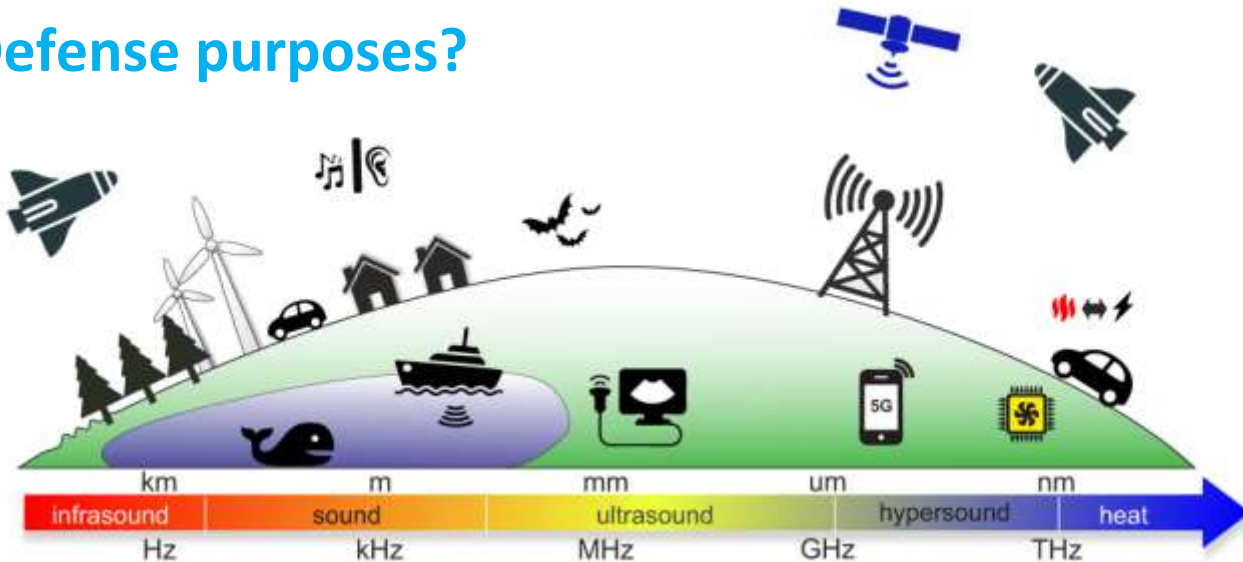 efense purposes?
5G
km m mm um nm
infrasound sound ultrasound hypersound heat
Hz kHz MHz GHz THz